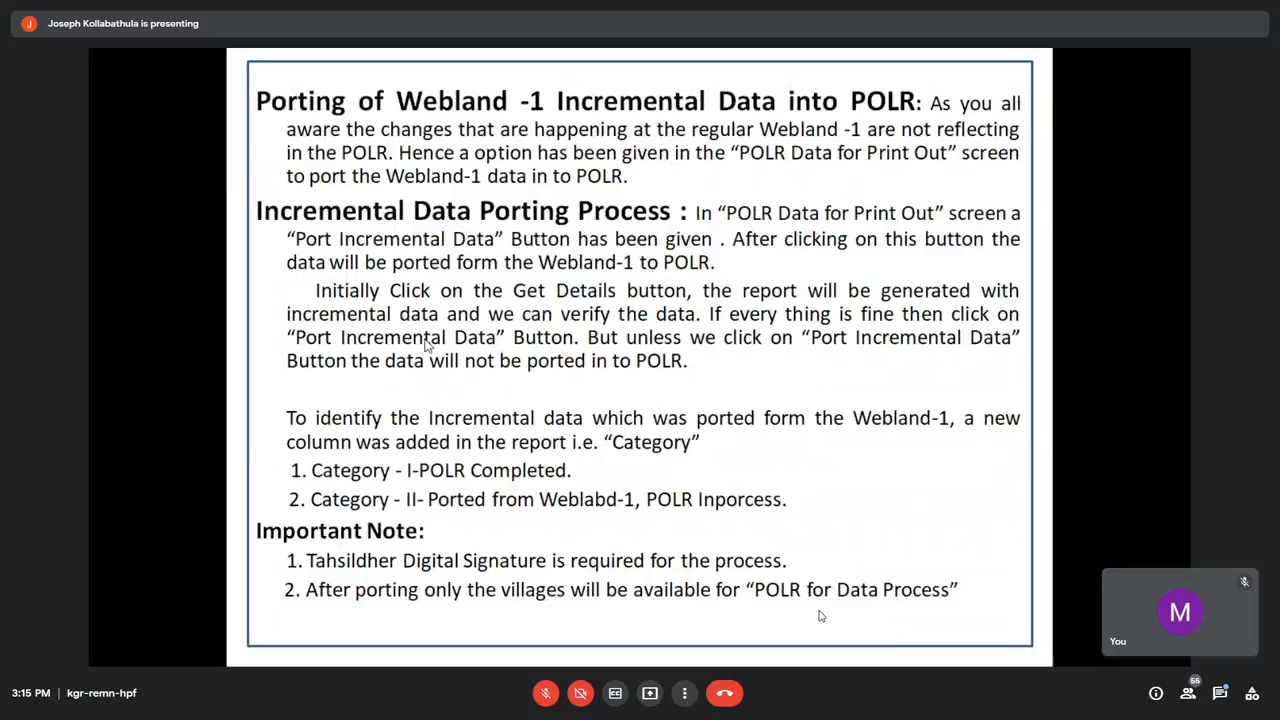 J Joseph Kollabathula is presenting
Porting of Webland -1 Incremental Data into POLR: As you all
aware the changes that are happening at the regular Webland -1 are not reflecting
in the POLR. Hence a option has been given in the “POLR Data for Print Out” screen
to port the Webland-1 data in to POLR.
Incremental Data Porting Process : In “POLR Data for Print Out” screen a
“Port Incremental Data” Button has been given . After clicking on this button the
data will be ported form the Webland-1 to POLR.
Initially Click on the Get Details button, the report will be generated with
incremental data and we can verify the data. If every thing is fine then click on
“Port Incremental Data” Button. But unless we click on “Port Incremental Data”
Button the data will not be ported in to POLR.
To identify the Incremental data which was ported form the Webland-1, a new
column was added in the report i.e. “Category”
1. Category - I-POLR Completed.
2. Category - II- Ported from Weblabd-1, POLR Inporcess.
Important Note:
1. Tahsildher Digital Signature is required for the process.
2. After porting only the villages will be available for “POLR for Data Process”
M
You
3:15 PM | kgr-remn-hpf
CC
55